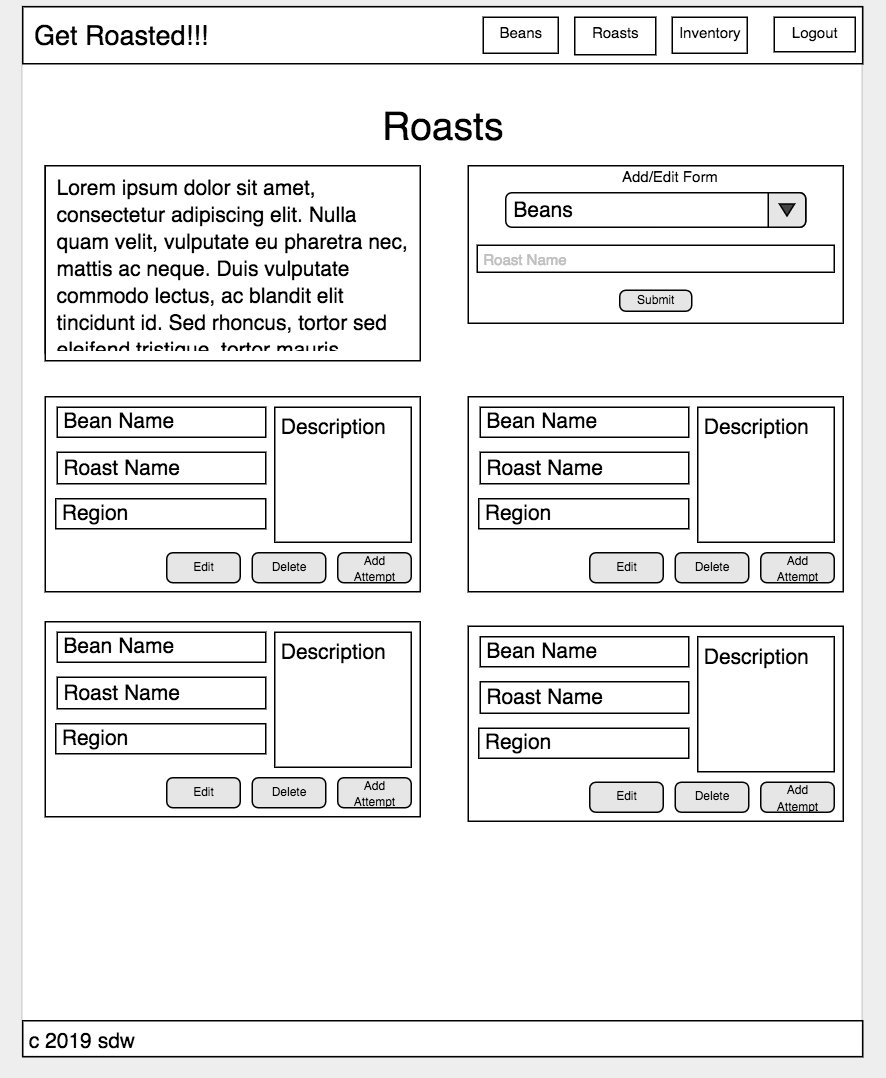 Get Roasted!!!
Beans
Roasts
Inventory
Logout
Roasts
Lorem ipsum dolor sit amet,
consectetur adipiscing elit. Nulla
quam velit, vulputate eu pharetra nec,
mattis ac neque. Duis vulputate
commodo lectus, ac blandit elit
tincidunt id. Sed rhoncus, tortor sed
eleifend tristique, tortor mauris
Add/Edit Form
Beans
Roast Name
Submit
Bean Name
Roast Name
Region
Description
Edit
Delete
Add
Attempt
Bean Name
Roast Name
Region
Description
Edit
Delete
Add
Attempt
Bean Name
Roast Name
Region
Description
Edit
Delete
Add
Attempt
Bean Name
Roast Name
Region
Description
Edit
Delete
Add
Attempt
c 2019 sdw